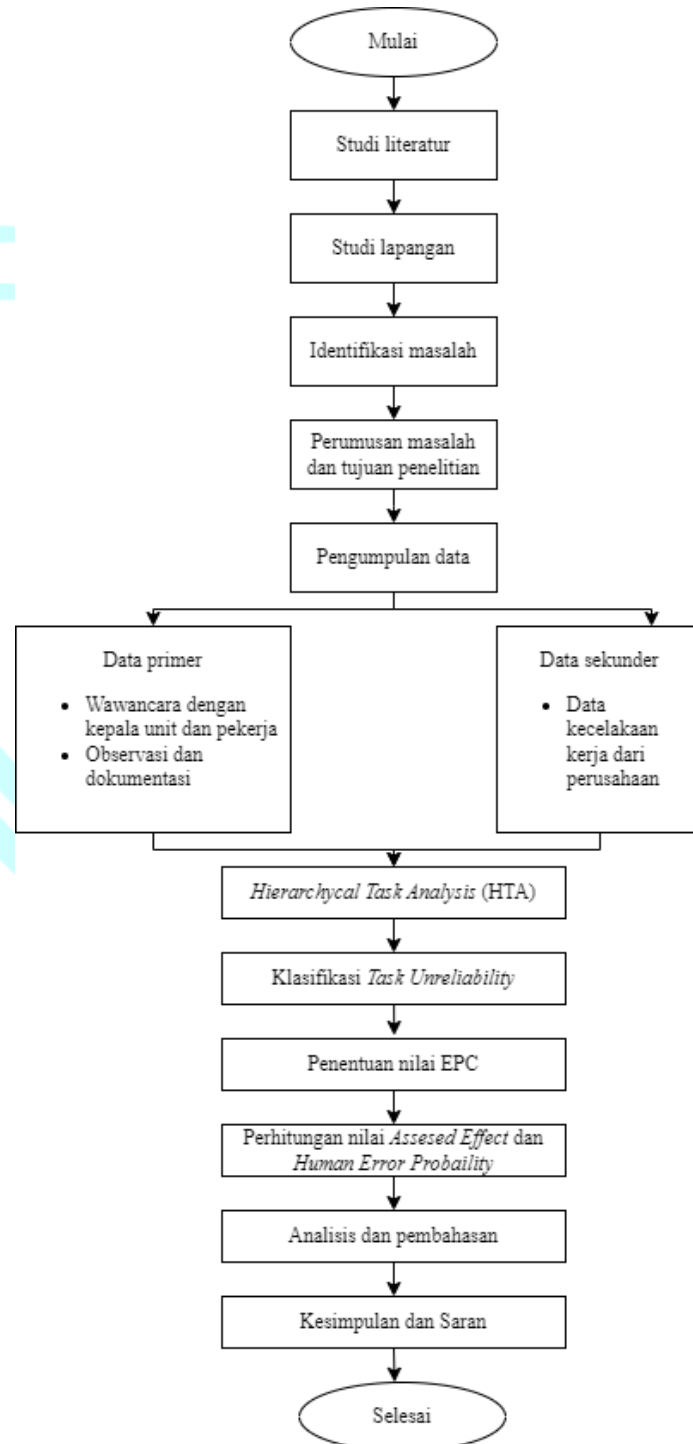 Mulai
Studi literatur
Studi lapangan
Identifikasi masalah
Perumusan masalah
dan tujuan penelitian
Pengumpulan data
Data primer
• Wawancara dengan
kepala unit dan pekerja
• Observasi dan
dokumentasi
Data sekunder
• Data
kecelakaan
kerja dari
perusahaan
Hierarchycal Task Analysis (HTA)
Klasifikasi Task Unreliability
Penentuan nilai EPC
Perhitungan nilai Assesed Effect dan
Human Error Probaility
Analisis dan pembahasan
Kesimpulan dan Saran
Selesai